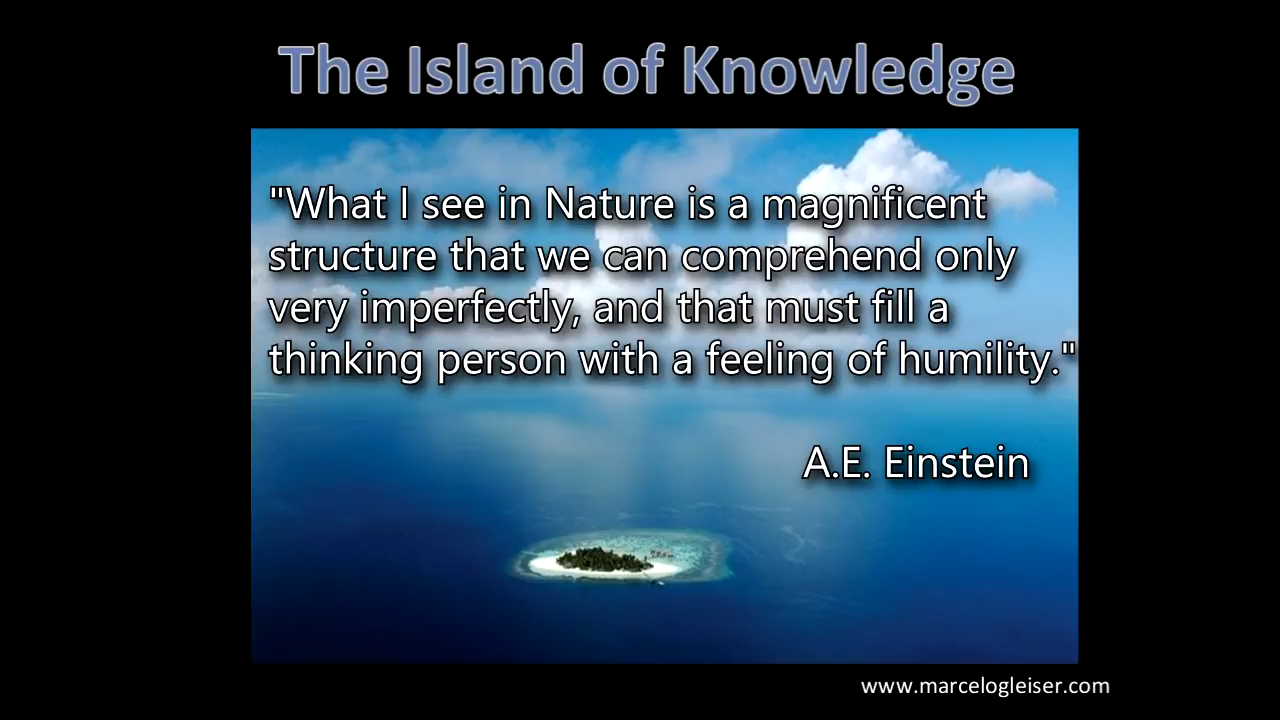 The Island of Knowledge
"What I see in Nature is a magnificent
structure that we can comprehend only
very imperfectly, and that must fill a
thinking person with a feeling of humility."
A.E. Einstein
www.marcelogleiser.com